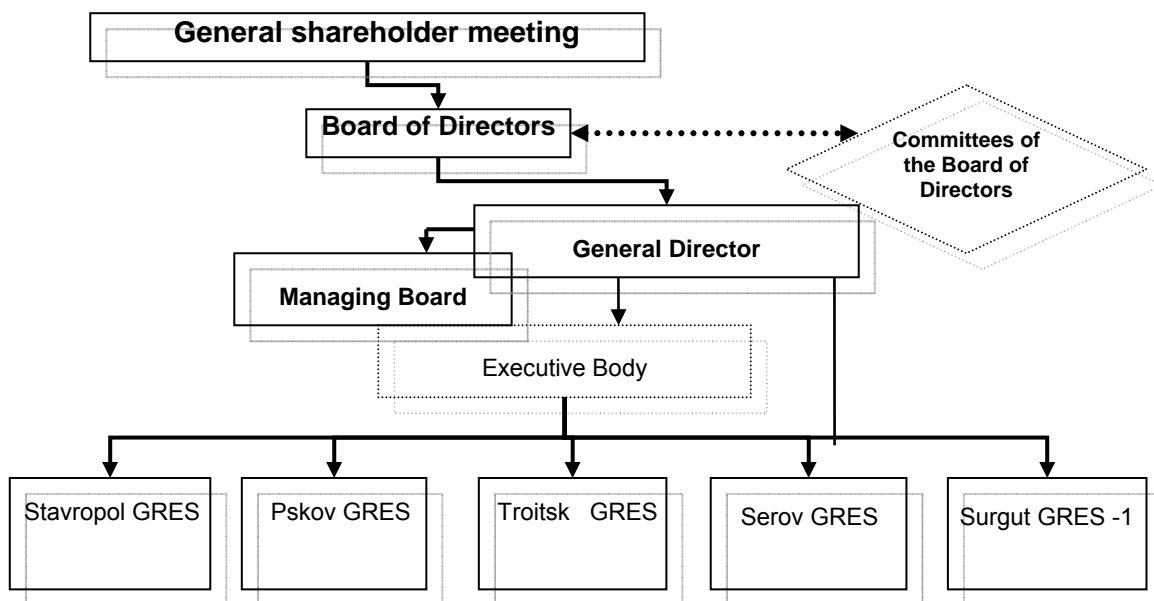 General shareholder meeting
Board of Directors
Committees of
the Board of
Directors
General Director
Managing Board
Executive Body
Stavropol GRES
Pskov GRES
Troitsk GRES
Serov GRES
Surgut GRES -1